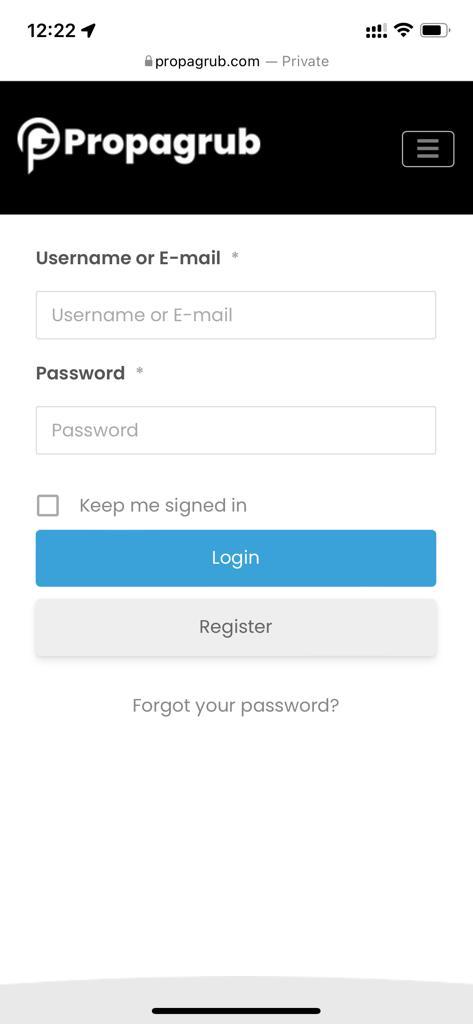 12:22
propagrub.com — Private
Propagrub
Username or E-mail *
Username or E-mail
Password *
Password
Keep me signed in
Login
Register
Forgot your password?